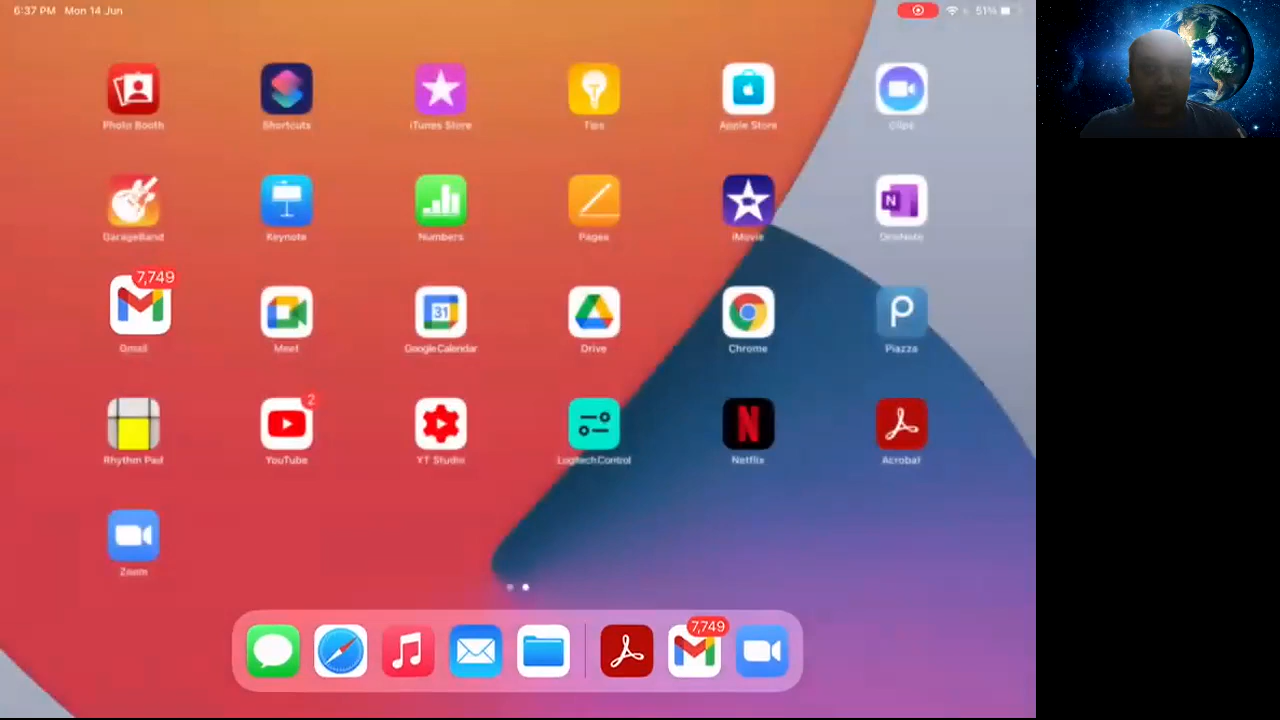 6:37 PM Mon 14 Jun 51%
Photo Booth Shortcuts iTunes Store Tips Apple Store Clips
GarageBand Keynote Numbers Pages iMovie OneNote
N
7,749
31
Gmail Meet Google Calendar Drive Chrome Piazza
2
Rhythm Pad YouTube YT Studio Logitech Control Netflix Acrobat
Zoom
7,749